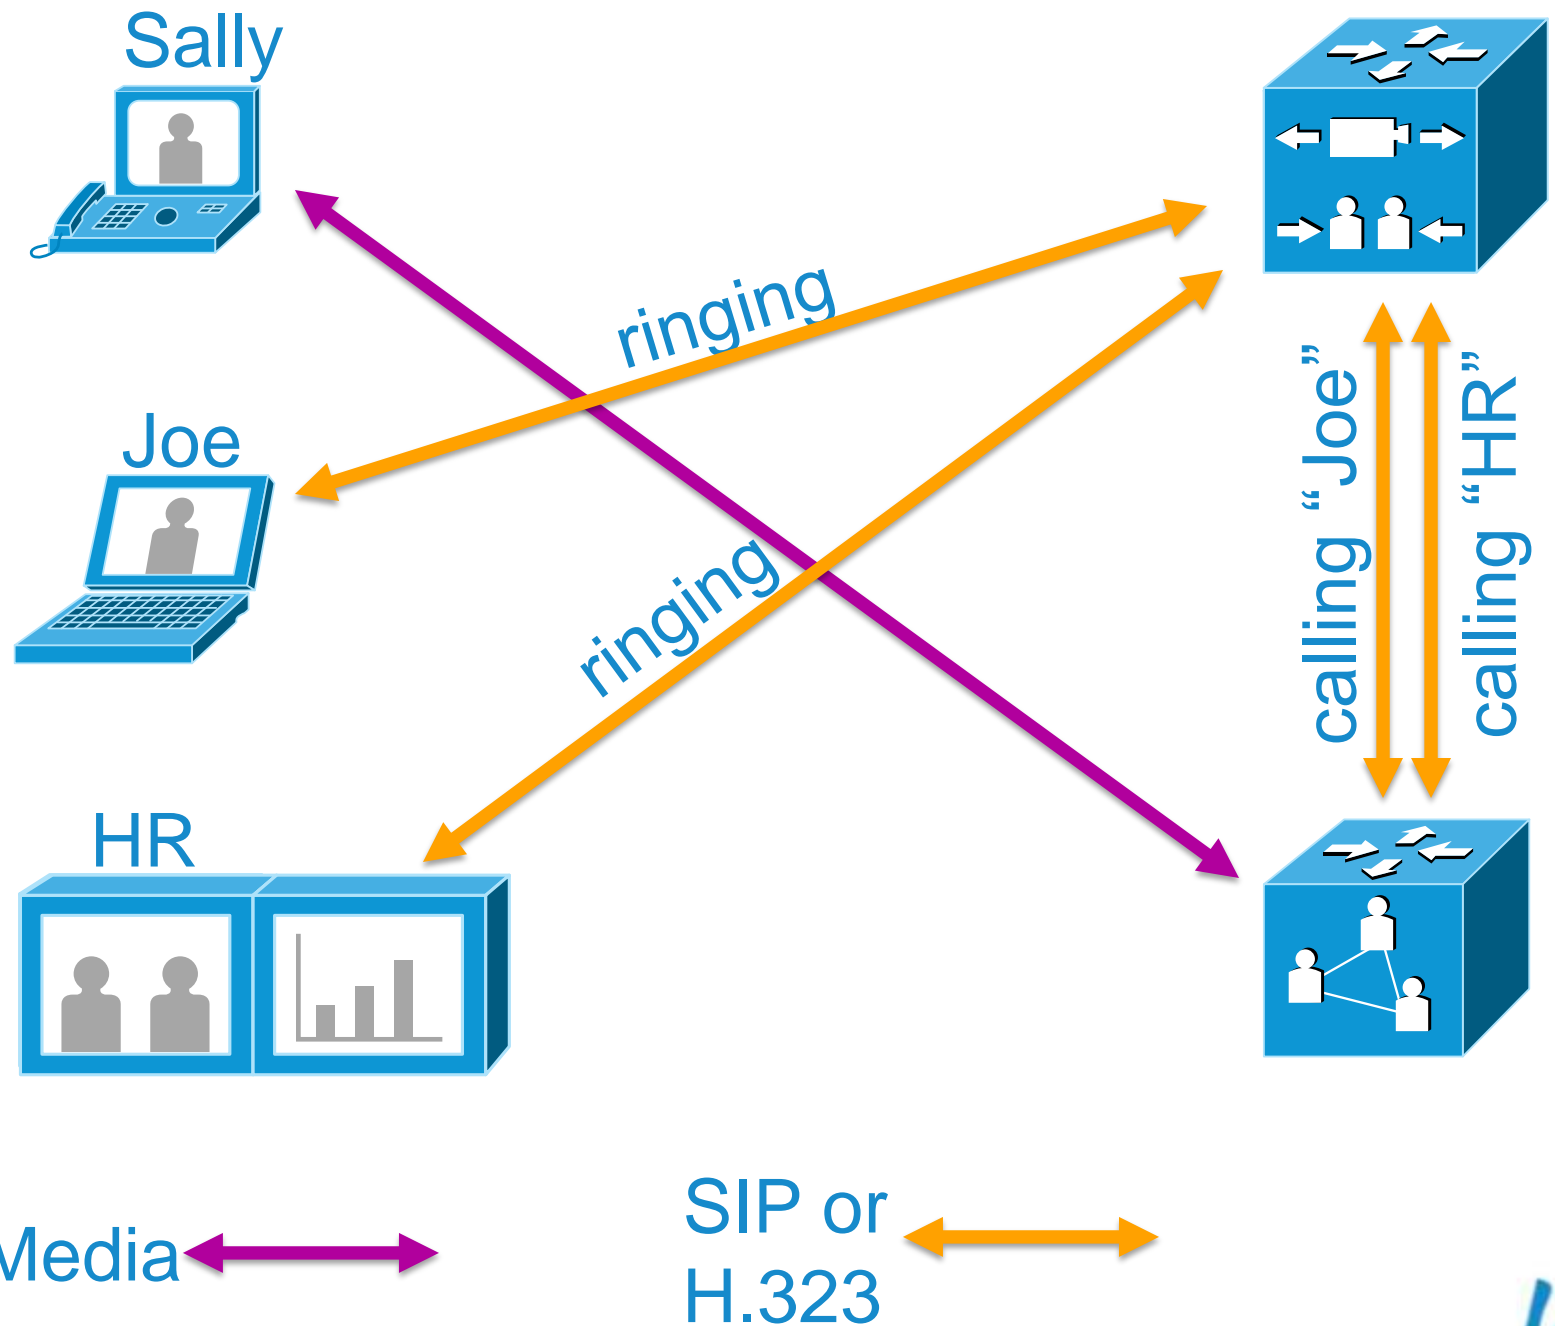 Sally
ringing
Joe
calling “Joe”
calling “HR”
ringing
HR
Media
SIP or
H.323